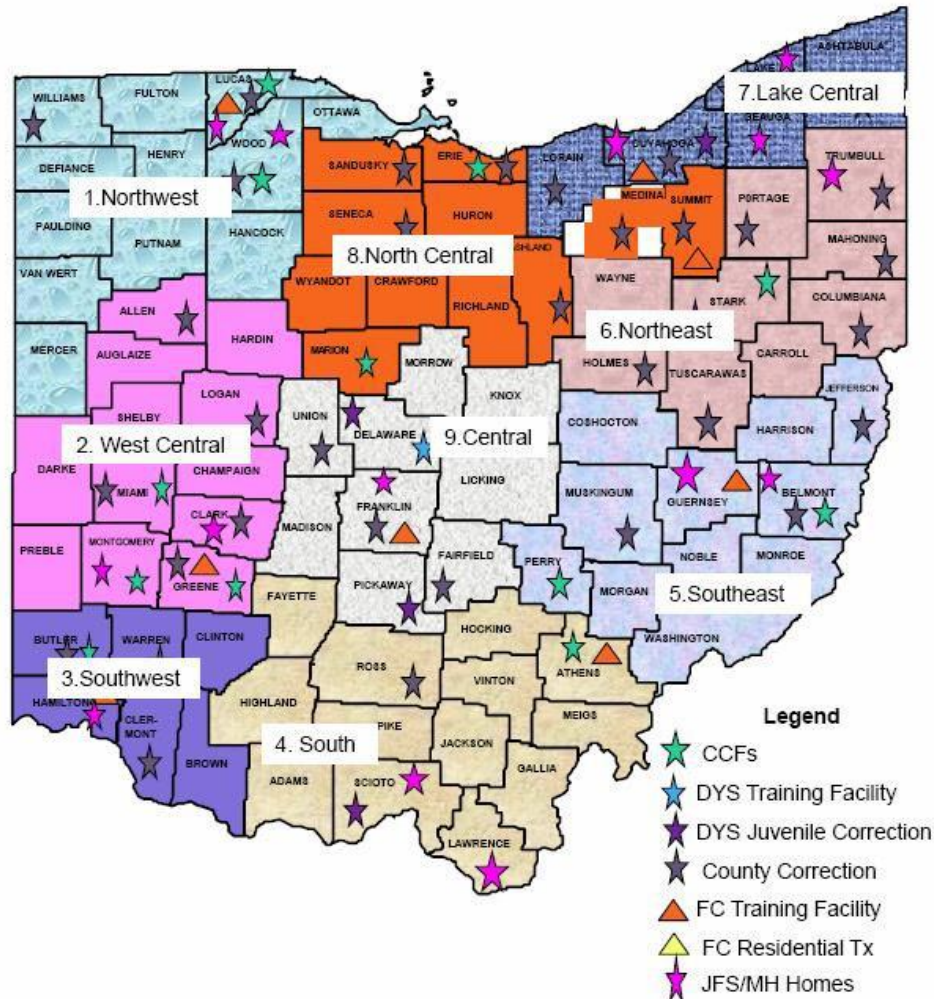 ASHTABULA
LAKE
7.Lake Central
GEAUGA
LUCAS
WILLIAMS
FULTON
OTTAWA
WOOD
HENRY
DEFIANCE
SANDUSKY
ERIE
LORAIN
CUYAHOGA
TRUMBULL
1.Northwest
MEDINA
SUMMIT
PORTAGE
PAULDING
PUTNAM
HANCOCK
SENECA
HURON
MAHONING
8.North Central
ASHLAND
VAN WERT
WAYNE
WYANDOT
CRAWFORD
RICHLAND
STARK
COLUMBIANA
ALLEN
6.Northeast
MERCER
AUGLAIZE
HARDIN
MARION
MORROW
HOLMES
TUSCARAWAS
CARROLL
JEFFERSON
LOGAN
KNOX
SHELBY
UNION
DELAWARE
COSHOCTON
HARRISON
2. West Central
9.Central
DARKE
CHAMPAIGN
MIAMI
LICKING
MUSKINGUM
GUERNSEY
BELMONT
CLARK
MADISON
FRANKLIN
PREBLE
MONTGOMERY
FAIRFIELD
PERRY
NOBLE
MONROE
GREENE
PICKAWAY
MORGAN
5.Southeast
FAYETTE
BUTLER
WARREN
CLINTON
HOCKING
WASHINGTON
3.Southwest
ROSS
ATHENS
VINTON
HAMILTON
HIGHLAND
CLER-
MONT
PIKE
MEIGS
Legend
4. South
JACKSON
BROWN
ADAMS
SCIOTO
GALLIA
CCFs
DYS Training Facility
DYS Juvenile Correction
LAWRENCE
County Correction
FC Training Facility
FC Residential Tx
JFS/MH Homes